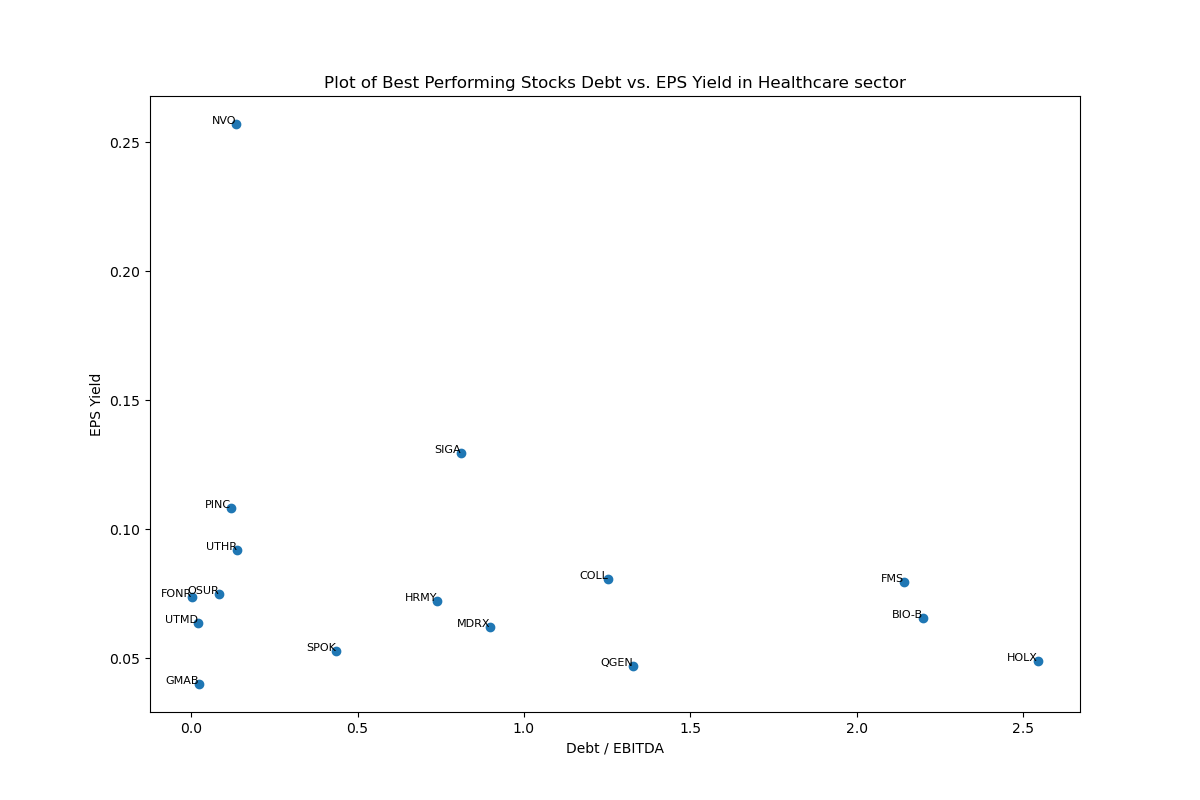 Plot of Best Performing Stocks Debt vs. EPS Yield in Healthcare sector
NVO
0.25
0.20
0.15
EPS Yield
SIGA
PINC
0.10
UTHR
COLL
FMS
FONR
OSUR
HRMY
BIO-B
UTMD
MDRX
SPOK
0.05
HOLX
QGEN
GMAB
0.0 0.5 1.0 1.5 2.0 2.5
Debt / EBITDA